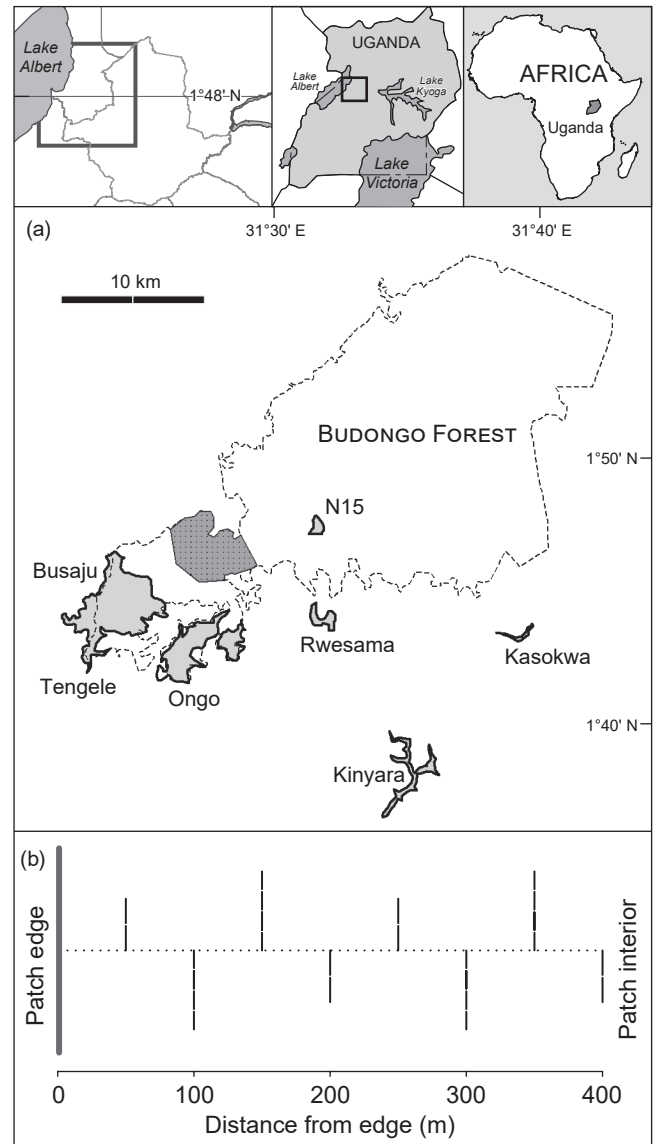 Lake
Albert
1°48' N
UGANDA
Lake
Albert
Lake
Kyoga
Lake
Victoria
AFRICA
Uganda
(a)
31°30' E
31°40' E
10 km
BUDONGO FOREST
1°50' N
N15
Busaju
Rwesama
Kasokwa
Tengele
Ongo
1°40' N
Kinyara
(b)
Patch edge
Patch interior
0
100
200
300
400
Distance from edge (m)